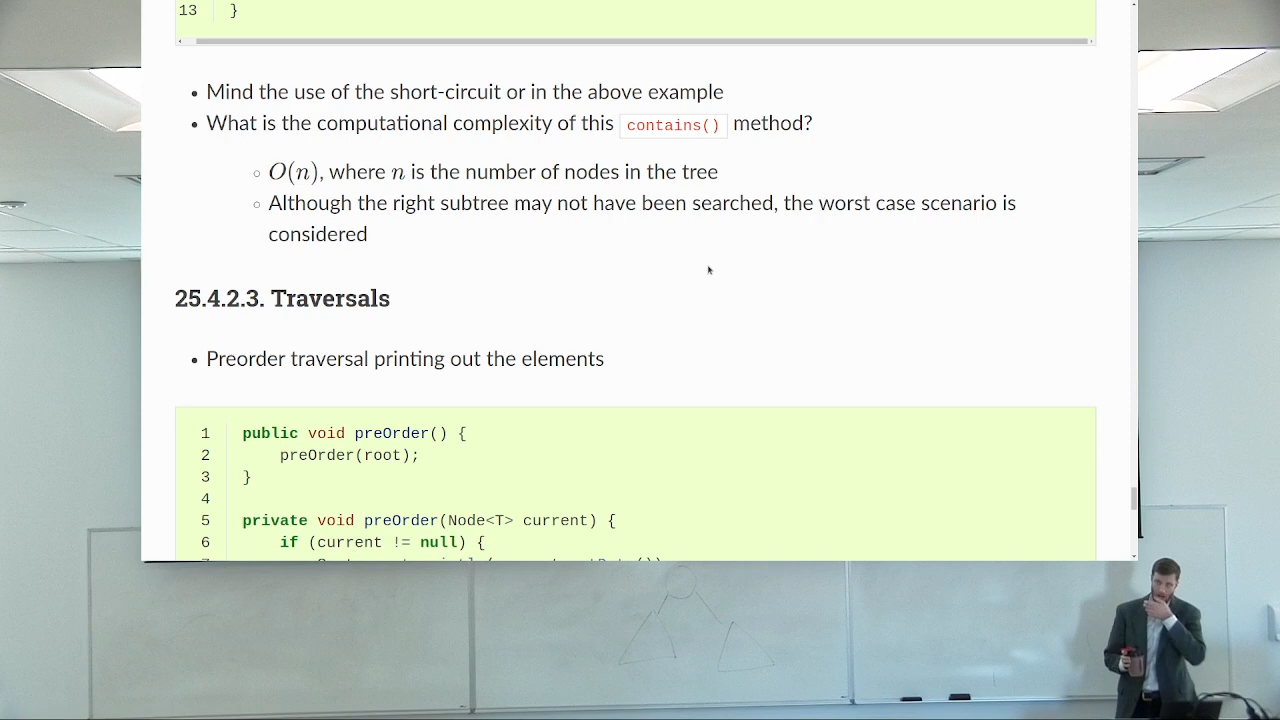 13 }
• Mind the use of the short-circuit or in the above example
• What is the computational complexity of this contains() method?
◦ O(n), where n is the number of nodes in the tree
◦ Although the right subtree may not have been searched, the worst case scenario is
considered
25.4.2.3. Traversals
• Preorder traversal printing out the elements
1 public void preOrder() {
2     preOrder(root);
3 }
4
5 private void preOrder(Node<T> current) {
6     if (current != null) {